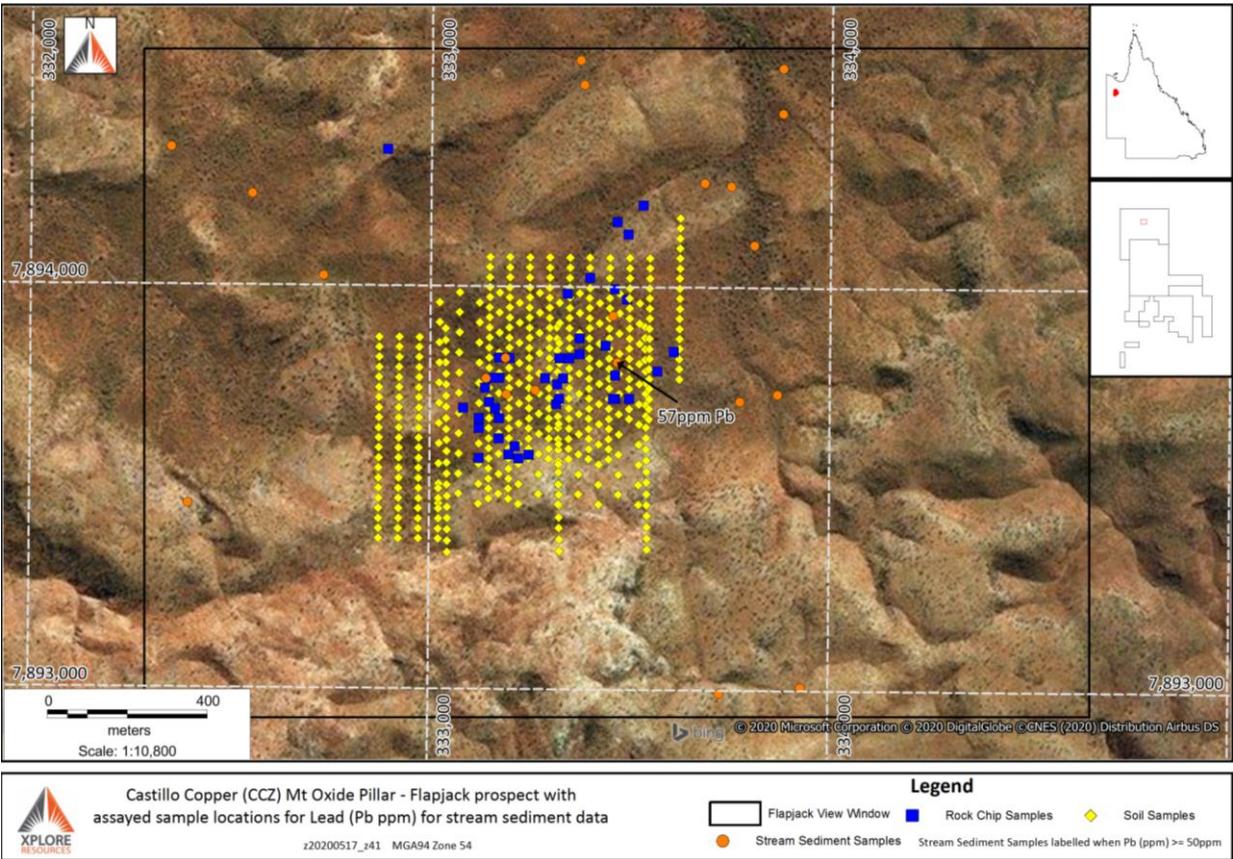 N
332,000
333,000
334,000
7,894,000
57ppm Pb
7,893,000
7,893,000
0 400
meters
Scale: 1:10,800
333,000
334,000
bing
© 2020 Microsoft Corporation © 2020 DigitalGlobe ©CNES (2020) Distribution Airbus DS
XPLORE
RESOURCES
Castillo Copper (CCZ) Mt Oxide Pillar - Flapjack prospect with
assayed sample locations for Lead (Pb ppm) for stream sediment data
z20200517_z41 MGA94 Zone 54
Legend
Flapjack View Window Rock Chip Samples Soil Samples
Stream Sediment Samples Stream Sediment Samples labelled when Pb (ppm) >= 50ppm